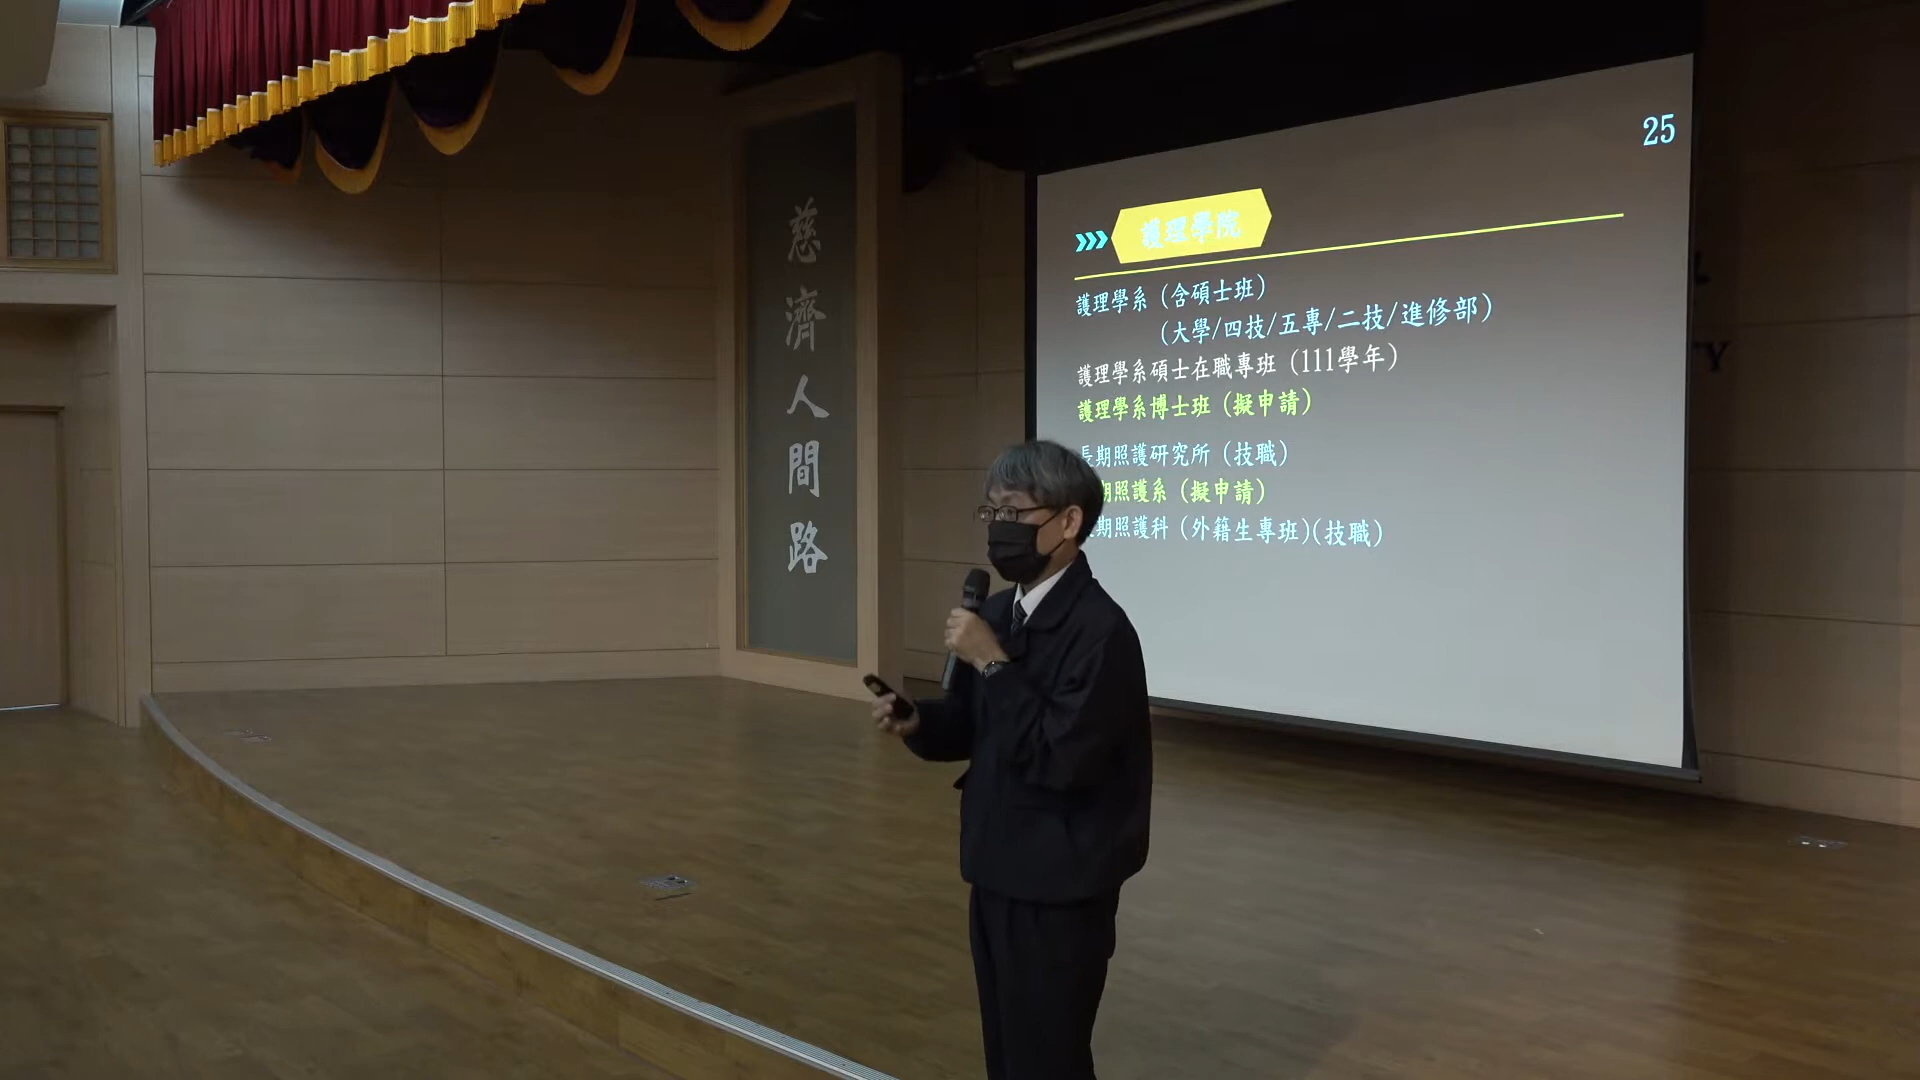 慈濟人間路
25
護理學院
護理學系（含碩士班）
（大學/四技/五專/二技/進修部）
護理學系碩士在職專班（111學年）
護理學系博士班（擬申請）
長期照護研究所（技職）
期照護系（擬申請）
期照護科（外籍生專班）(技職）
Y